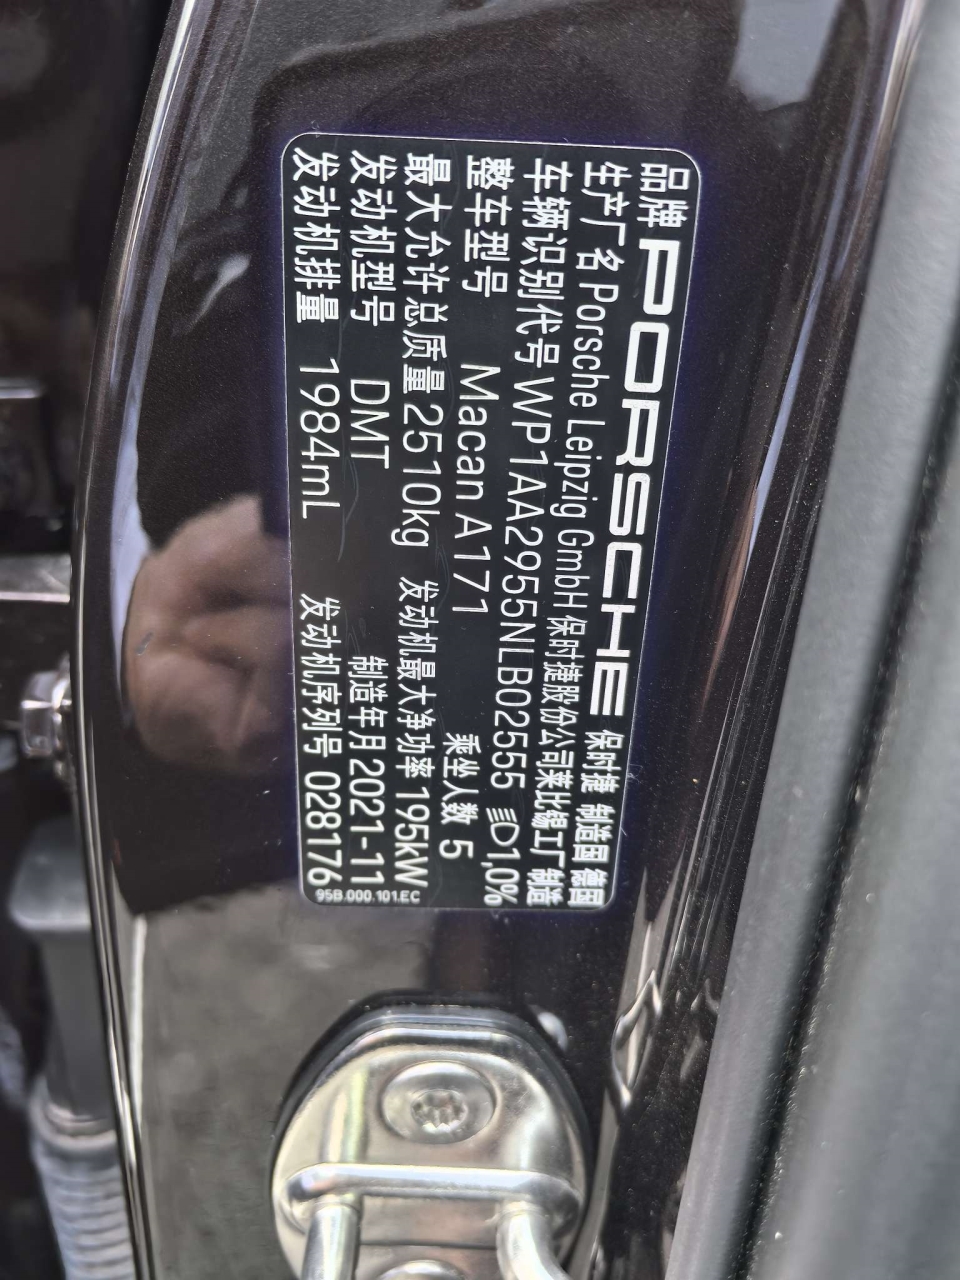 品牌 PORSCHE 保时捷 制造国 德国
生产厂名 Porsche Leipzig GmbH 保时捷股份公司莱比锡工厂 制造
车辆识别代号 WP1AA2955NLB02555 1,0%
整车型号 Macan A171 乘坐人数 5
最大允许总质量 2510kg 发动机最大净功率 195kW
发动机型号 DMT 制造年月 2021-11
发动机排量 1984mL 发动机序列号 028176
95B.000.101.EC